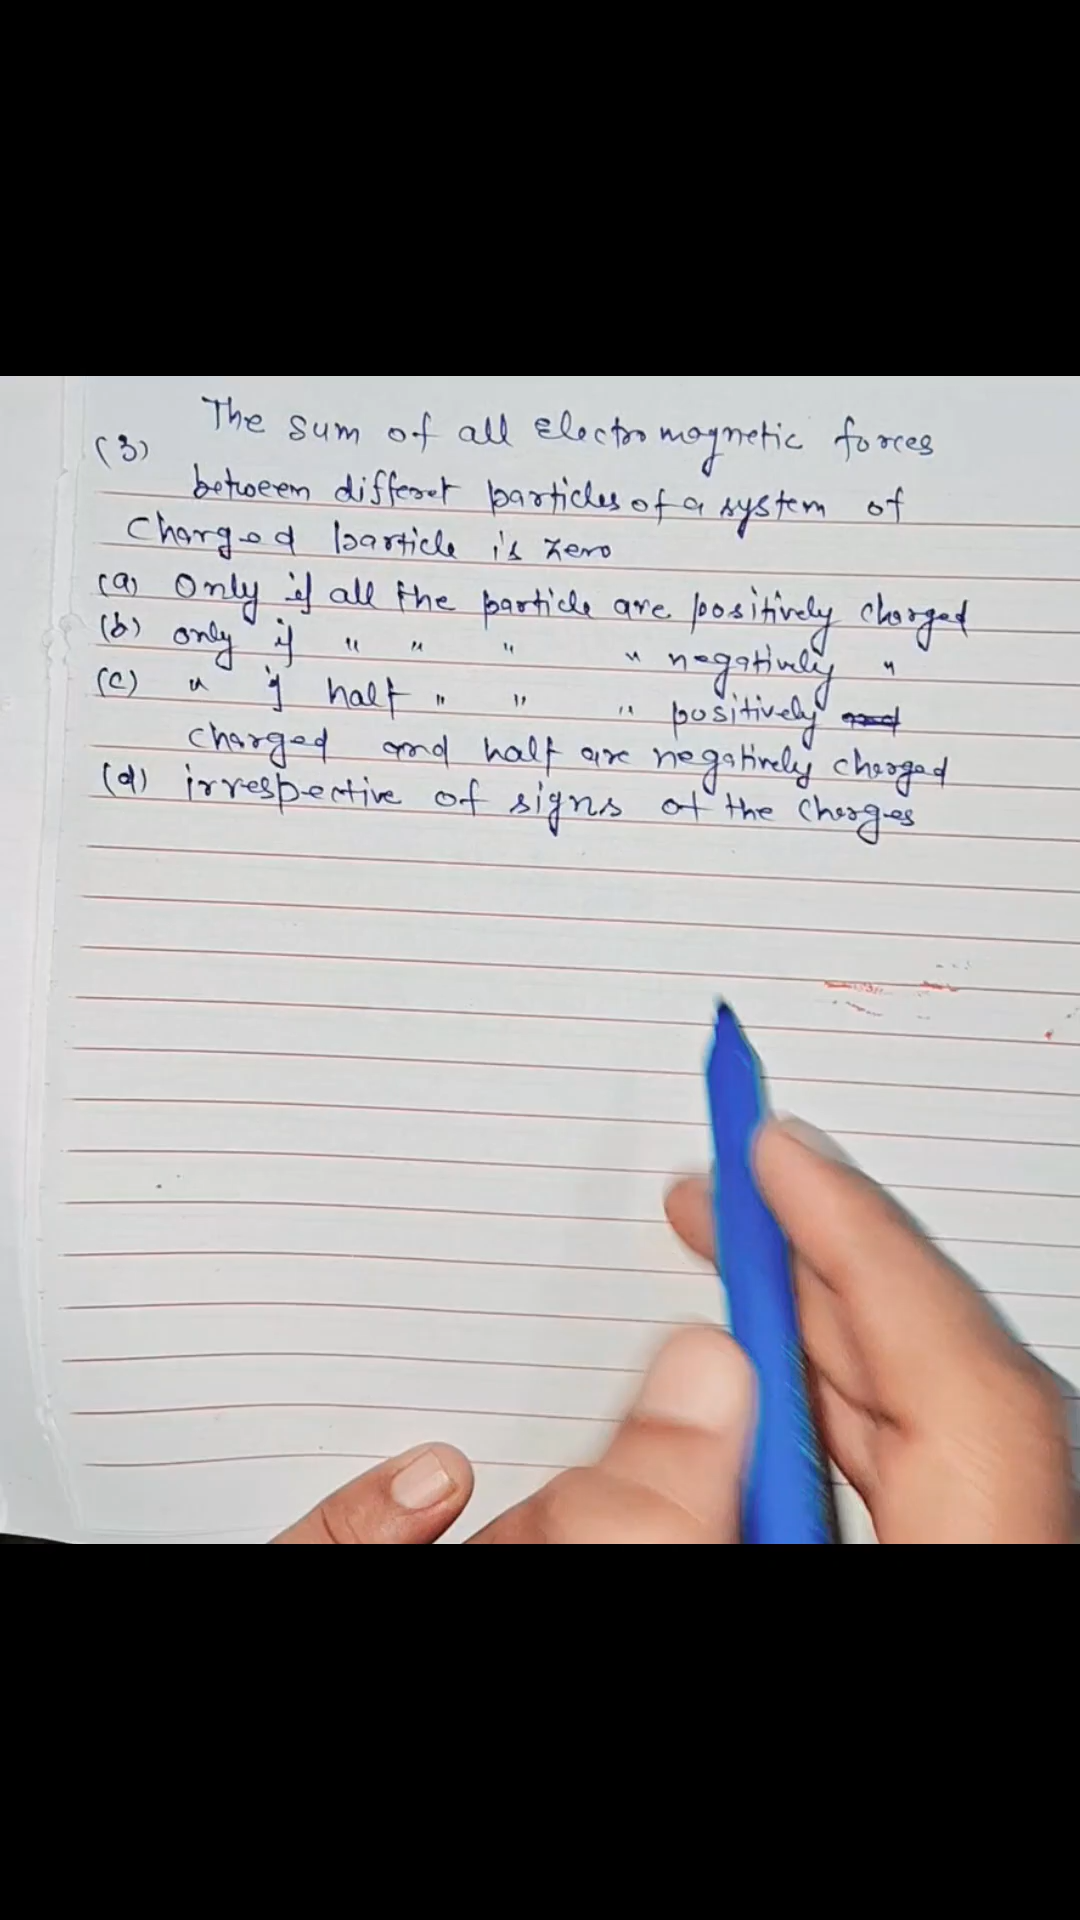 The sum of all Electromagnetic forces
(3)
between differet particles of a system of
Charged particle is zero
(a) Only if all the particle are positively charged
(b) only if " " " " negatively "
(c) " if half " " " positively
charged and half are negatively charged
(d) irrespective of signs of the charges